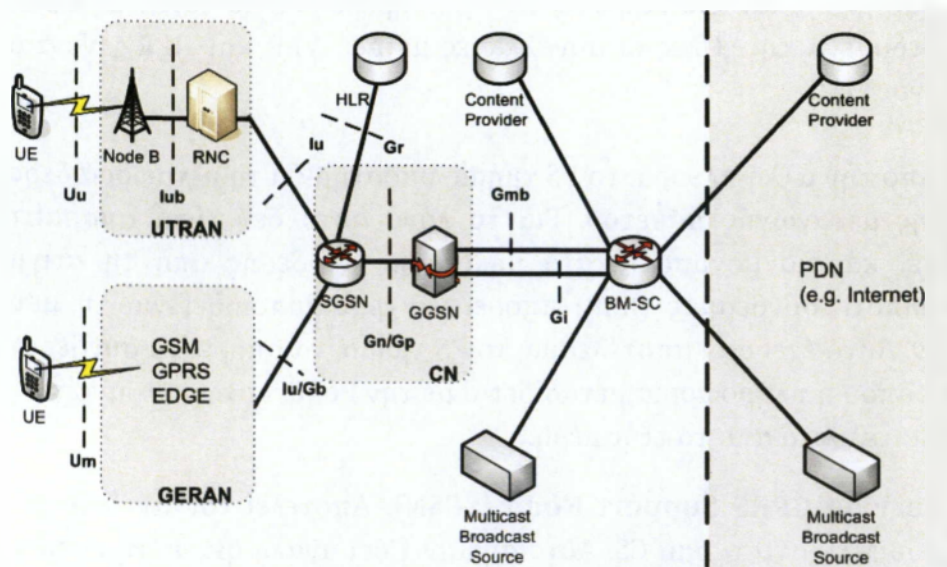 HLR
Content
Provider
Content
Provider
UE
Node B
RNC
Iu
Gr
Uu
Iub
UTRAN
Gmb
SGSN
GGSN
BM-SC
PDN
(e.g. Internet)
Gi
Gn/Gp
CN
GSM
GPRS
EDGE
Iu/Gb
UE
Um
GERAN
Multicast
Broadcast
Source
Multicast
Broadcast
Source